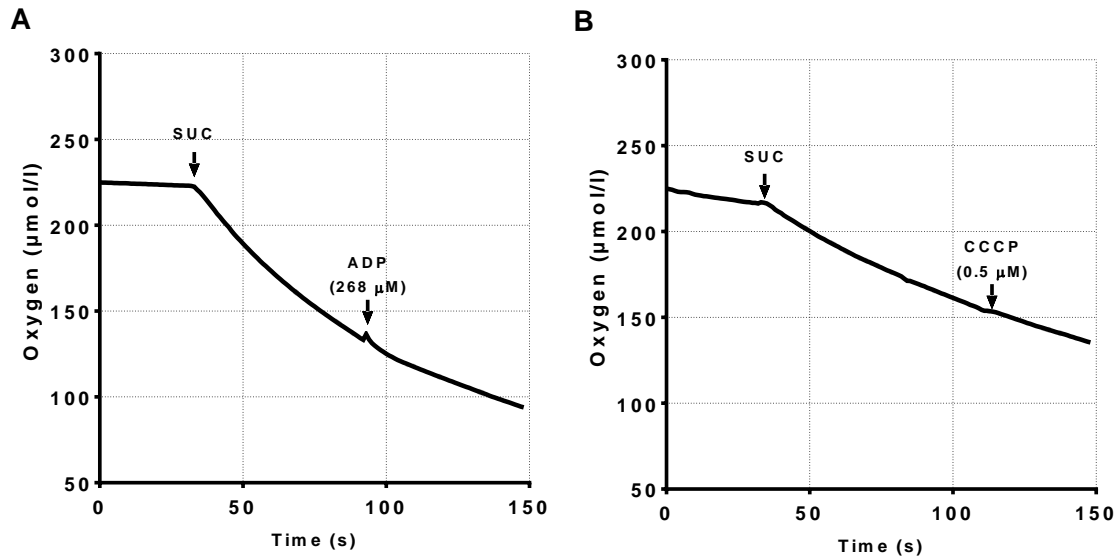 A
300
250
200
150
100
50
Oxygen (μmol/l)
SUC
ADP
(268 μM)
0 50 100 150
Time (s)
B
300
250
200
150
100
50
Oxygen (μmol/l)
SUC
CCCP
(0.5 μM)
0 50 100 150
Time (s)